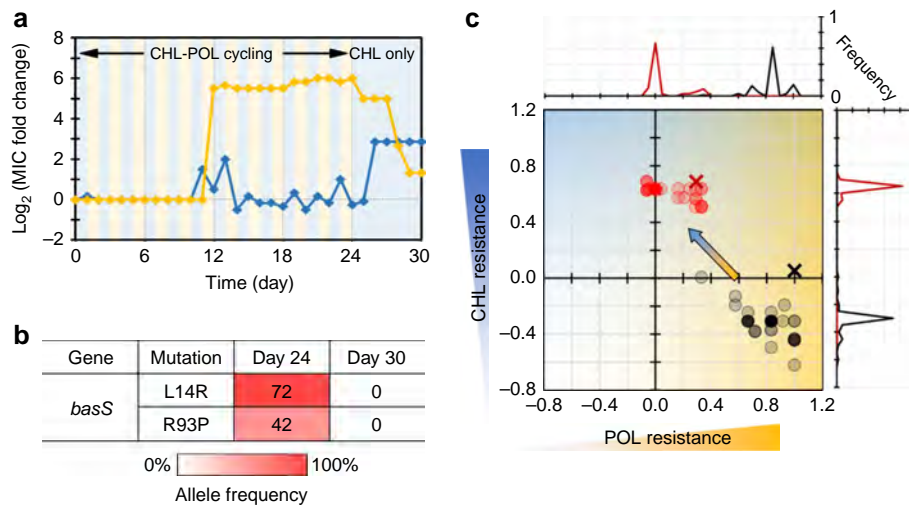 a
Log2 (MIC fold change)
8
6
4
2
0
–2
CHL-POL cycling
CHL only
0 6 12 18 24 30
Time (day)
b
Gene Mutation Day 24 Day 30
basS L14R 72 0
R93P 42 0
0% 100%
Allele frequency
c
1
0
Frequency
CHL resistance
1.2
0.8
0.4
0.0
–0.4
–0.8
–0.8 –0.4 0.0 0.4 0.8 1.2
POL resistance